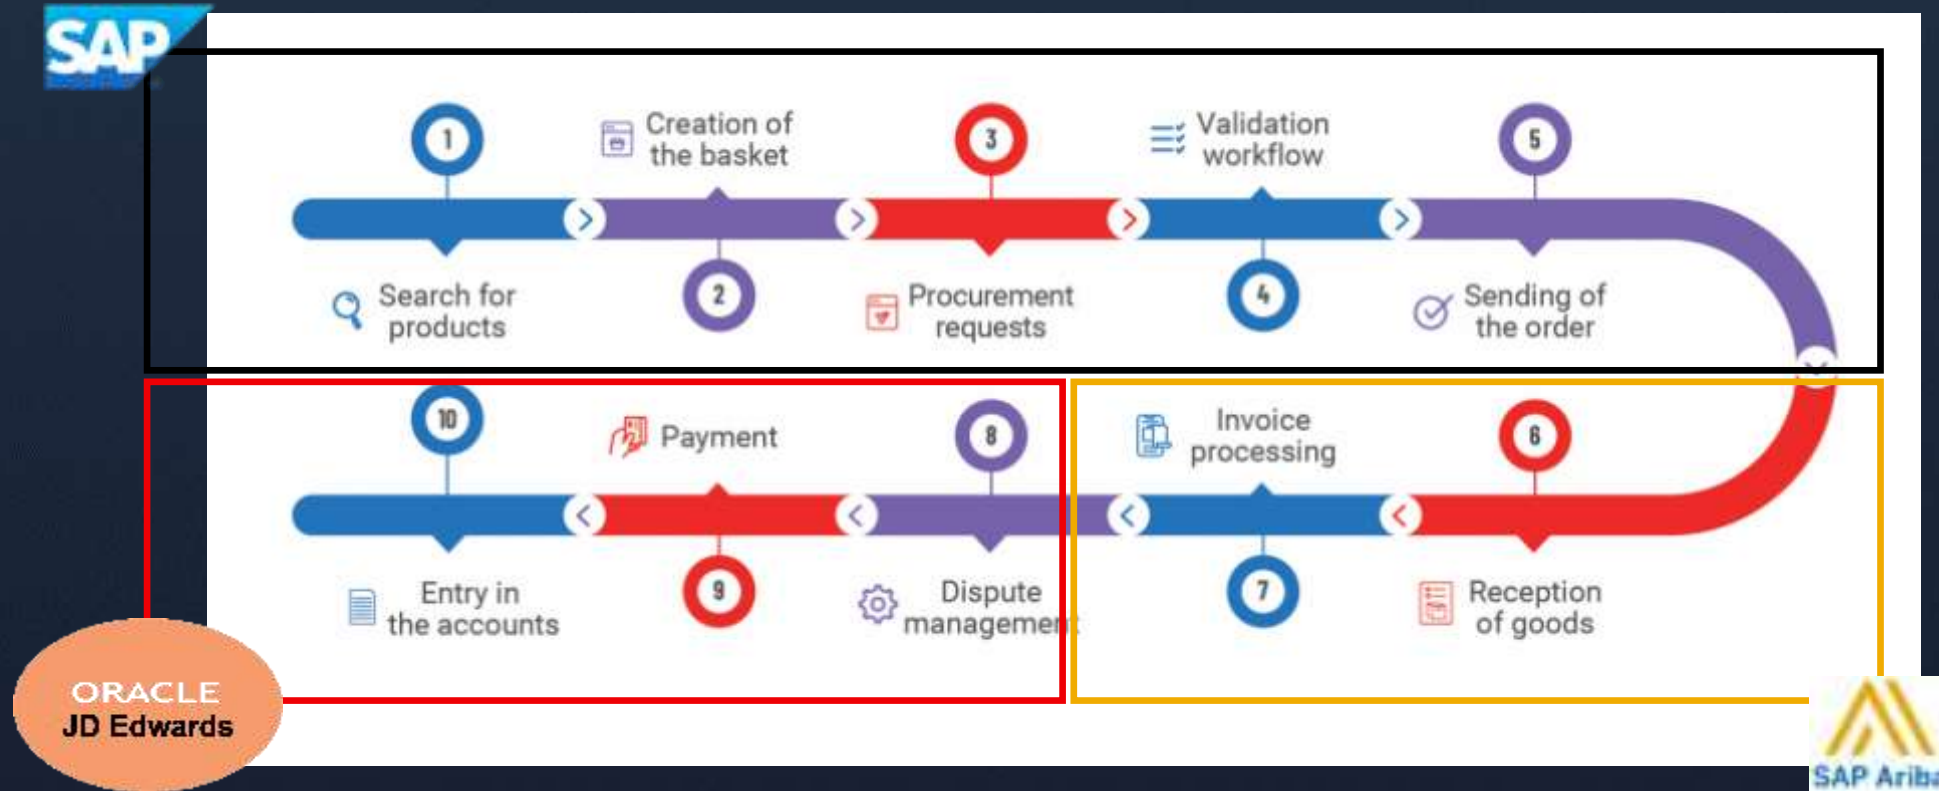 SAP
1
Creation of
the basket
3
Validation
workflow
5
Search for
products
2
Procurement
requests
4
Sending of
the order
10
Payment
8
Invoice
processing
6
Entry in
the accounts
9
Dispute
management
7
Reception
of goods
ORACLE
JD Edwards
SAP Ariba